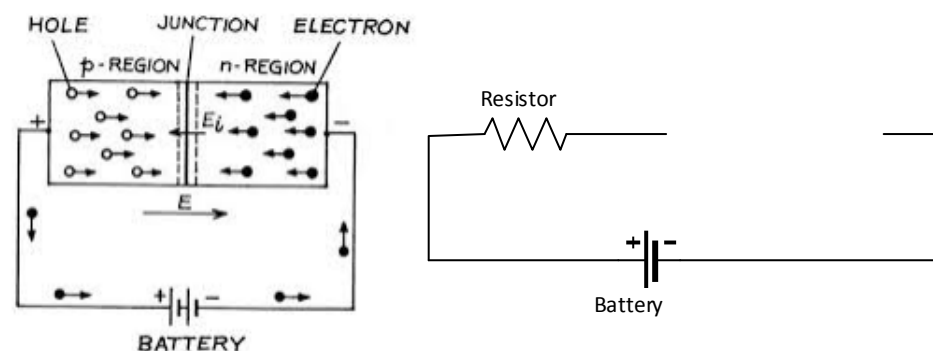 HOLE
JUNCTION
ELECTRON
p-REGION
n-REGION
+
Ei
-
E
+ -
BATTERY
Resistor
+ -
Battery